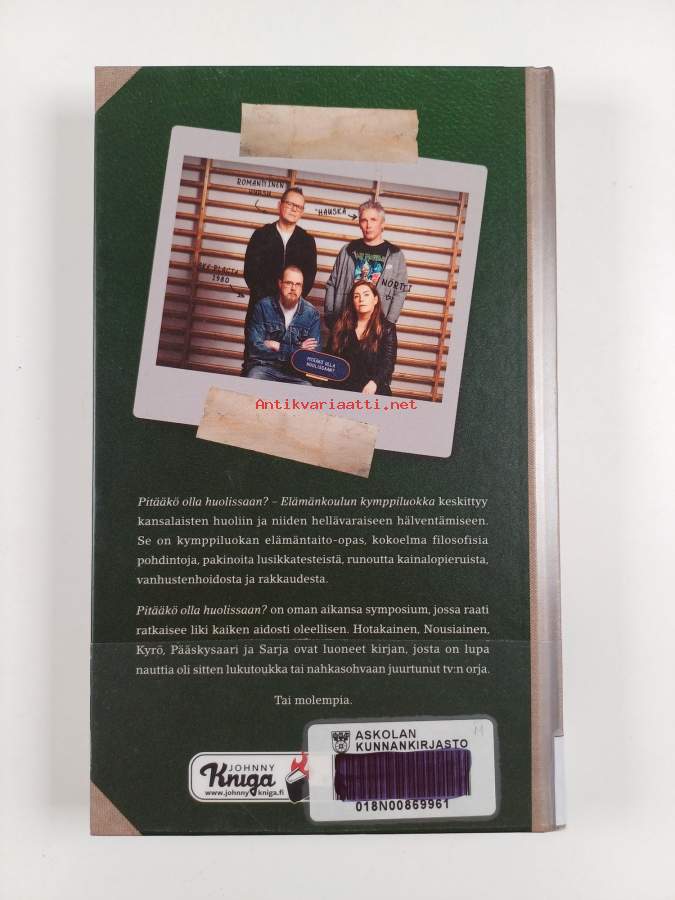 ROMANTTINEN
HAUSKA
1980
NÖRTTI
PITÄÄKÖ OLLA
HUOLISSAAN?
Antikvariaatti.net
Pitääkö olla huolissaan? – Elämänkoulun kymppiluokka keskittyy
kansalaisten huoliin ja niiden hellävaraiseen hälventämiseen.
Se on kymppiluokan elämäntaito-opas, kokoelma filosofisia
pohdintoja, pakinoita lusikkatesteistä, runoutta kainalopieruista,
vanhustenhoidosta ja rakkaudesta.
Pitääkö olla huolissaan? on oman aikansa symposium, jossa raati
ratkaisee liki kaiken aidosti oleellisen. Hotakainen, Nousiainen,
Kyrö, Pääskysaari ja Sarja ovat luoneet kirjan, josta on lupa
nauttia oli sitten lukutoukka tai nahkasohvaan juurtunut tv:n orja.
Tai molempia.
JOHNNY
Kniga
www.johnnykniga.fi
ASKOLAN
KUNNANKIRJASTO
M
018N00869961